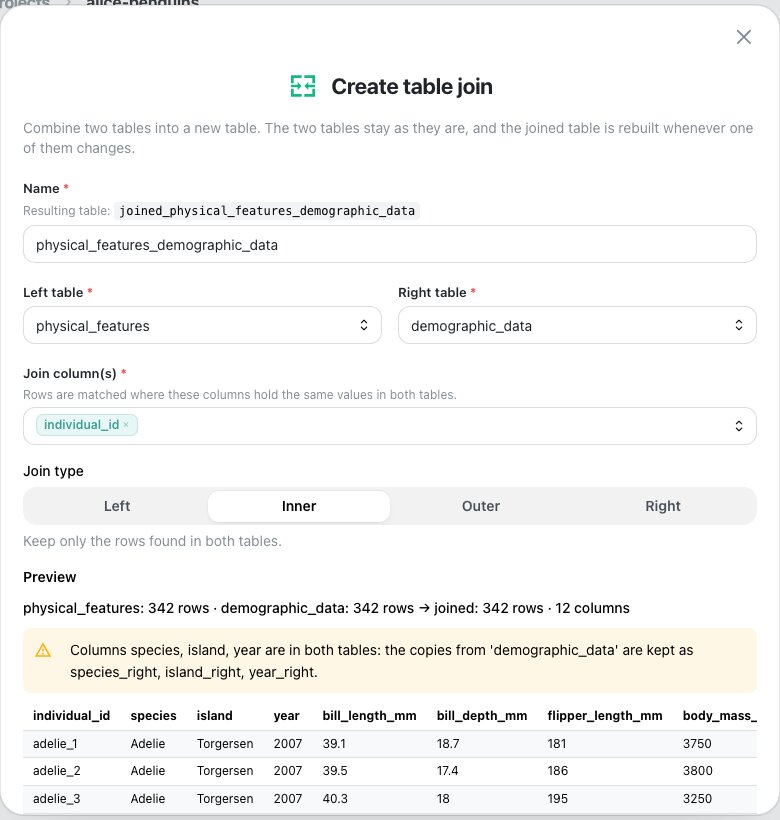 alice-penguins
Create table join
Combine two tables into a new table. The two tables stay as they are, and the joined table is rebuilt whenever one
of them changes.
Name *
Resulting table: joined_physical_features_demographic_data
physical_features_demographic_data
Left table * Right table *
physical_features demographic_data
Join column(s) *
Rows are matched where these columns hold the same values in both tables.
individual_id ×
Join type
Left Inner Outer Right
Keep only the rows found in both tables.
Preview
physical_features: 342 rows · demographic_data: 342 rows → joined: 342 rows · 12 columns
Columns species, island, year are in both tables: the copies from 'demographic_data' are kept as
species_right, island_right, year_right.
individual_id species island year bill_length_mm bill_depth_mm flipper_length_mm body_mass_
adelie_1 Adelie Torgersen 2007 39.1 18.7 181 3750
adelie_2 Adelie Torgersen 2007 39.5 17.4 186 3800
adelie_3 Adelie Torgersen 2007 40.3 18 195 3250